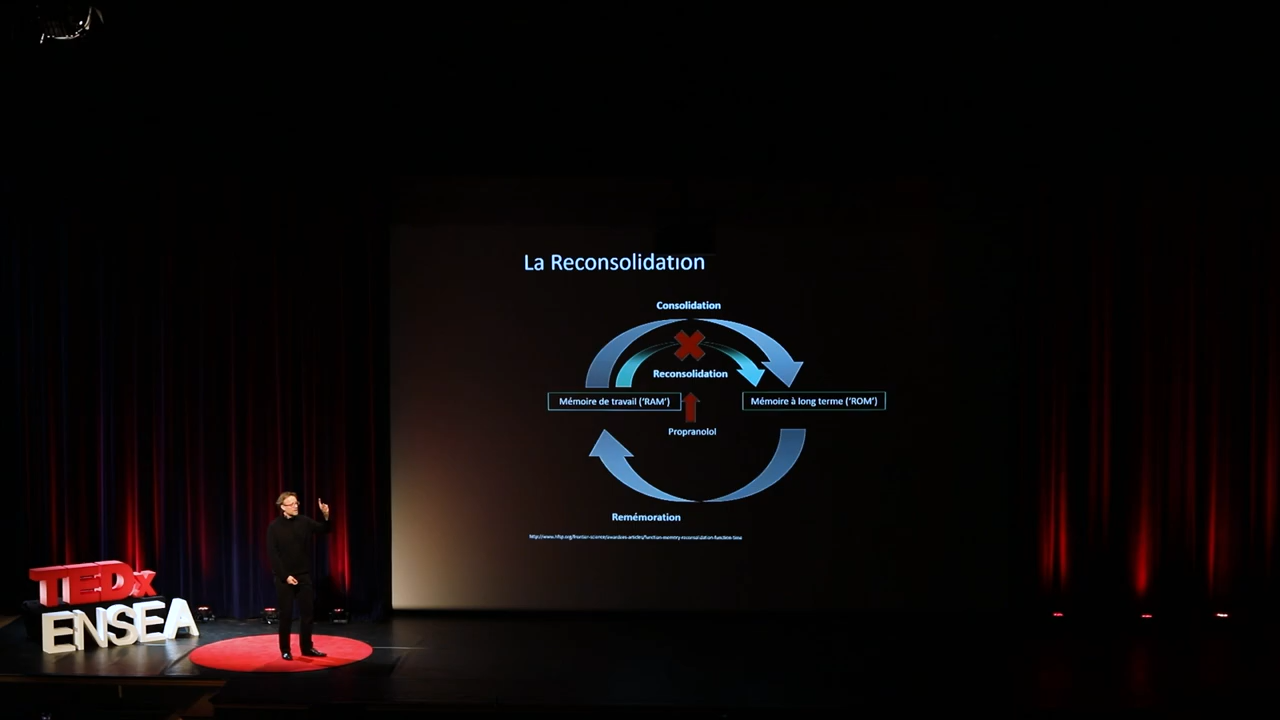 La Reconsolidation
Consolidation
Reconsolidation
Mémoire de travail ('RAM')
Mémoire à long terme ('ROM')
Propranolol
Remémoration
TEDx
ENSEA